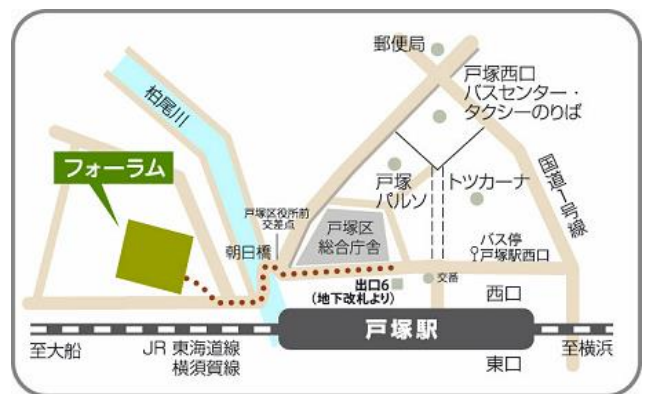 郵便局
戸塚西口
バスセンター・
タクシーのりば
柏尾川
フォーラム
戸塚
パルソ
トツカーナ
国道1号線
戸塚区役所前
交差点
朝日橋
戸塚区
総合庁舎
バス停
戸塚駅西口
出口6
(地下改札より)
交番
西口
戸塚駅
至大船
JR 東海道線
横須賀線
至横浜
東口